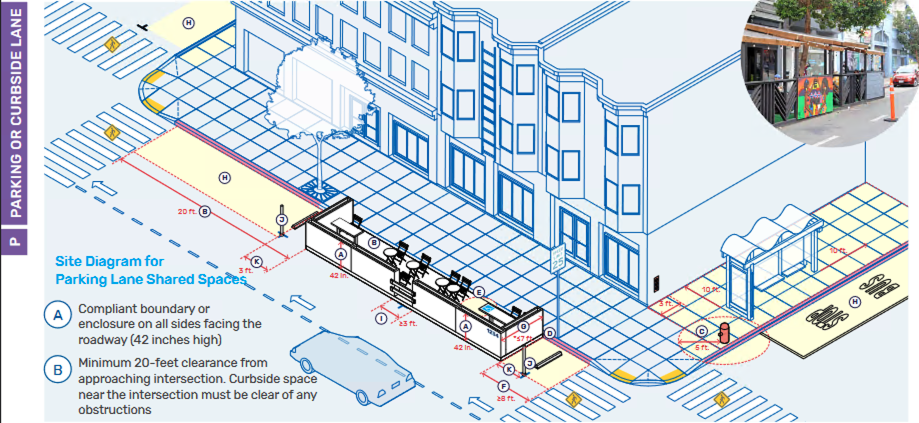 PARKING OR CURBSIDE LANE
P
H
H
20 ft.
B
J
K
3 ft.
A
42 in.
B
I
≥3 ft.
E
A
42 in.
B
D
K
J
F
≥8 ft.
3 ft.
10 ft.
10 ft.
C
5 ft.
H
BUS
STOP
Site Diagram for
Parking Lane Shared Spaces
A
Compliant boundary or
enclosure on all sides facing the
roadway (42 inches high)
B
Minimum 20-feet clearance from
approaching intersection. Curbside space
near the intersection must be clear of any
obstructions